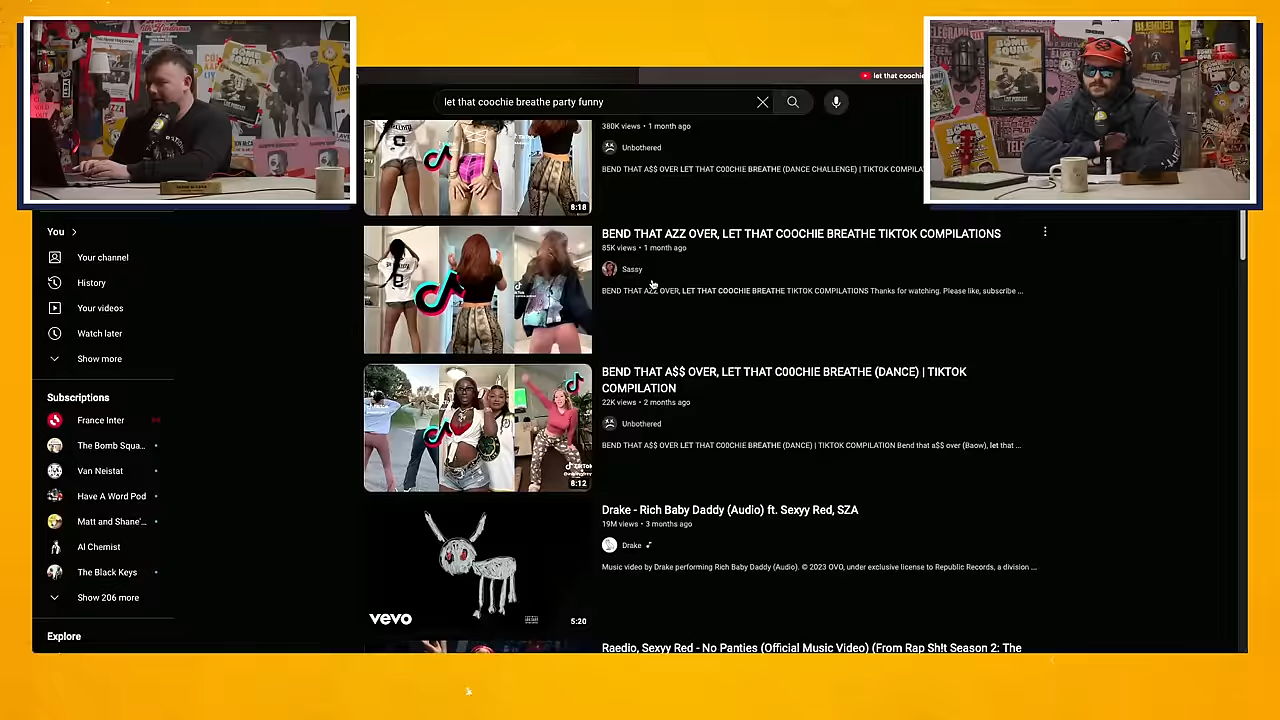 let that coochie
let that coochie breathe party funny
380K views • 1 month ago
Unbothered
BEND THAT A$$ OVER LET THAT C00CHIE BREATHE (DANCE CHALLENGE) | TIKTOK COMPILA
8:18
You
Your channel
History
Your videos
Watch later
Show more
BEND THAT AZZ OVER, LET THAT COOCHIE BREATHE TIKTOK COMPILATIONS
85K views • 1 month ago
Sassy
BEND THAT AZZ OVER, LET THAT COOCHIE BREATHE TIKTOK COMPILATIONS Thanks for watching. Please like, subscribe ...
BEND THAT A$$ OVER, LET THAT C00CHIE BREATHE (DANCE) | TIKTOK
COMPILATION
22K views • 2 months ago
Unbothered
BEND THAT A$$ OVER LET THAT C00CHIE BREATHE (DANCE) | TIKTOK COMPILATION Bend that a$$ over (Baow), let that ...
8:12
Subscriptions
France Inter
The Bomb Squa...
Van Neistat
Have A Word Pod
Matt and Shane'...
Al Chemist
The Black Keys
Show 206 more
Explore
Drake - Rich Baby Daddy (Audio) ft. Sexyy Red, SZA
19M views • 3 months ago
Drake
Music video by Drake performing Rich Baby Daddy (Audio). © 2023 OVO, under exclusive license to Republic Records, a division ...
vevo
5:20
Raedio, Sexyy Red - No Panties (Official Music Video) (From Rap Sh!t Season 2: The
BOMB
SQUAD
BLENDER
BOMB
SQUAD